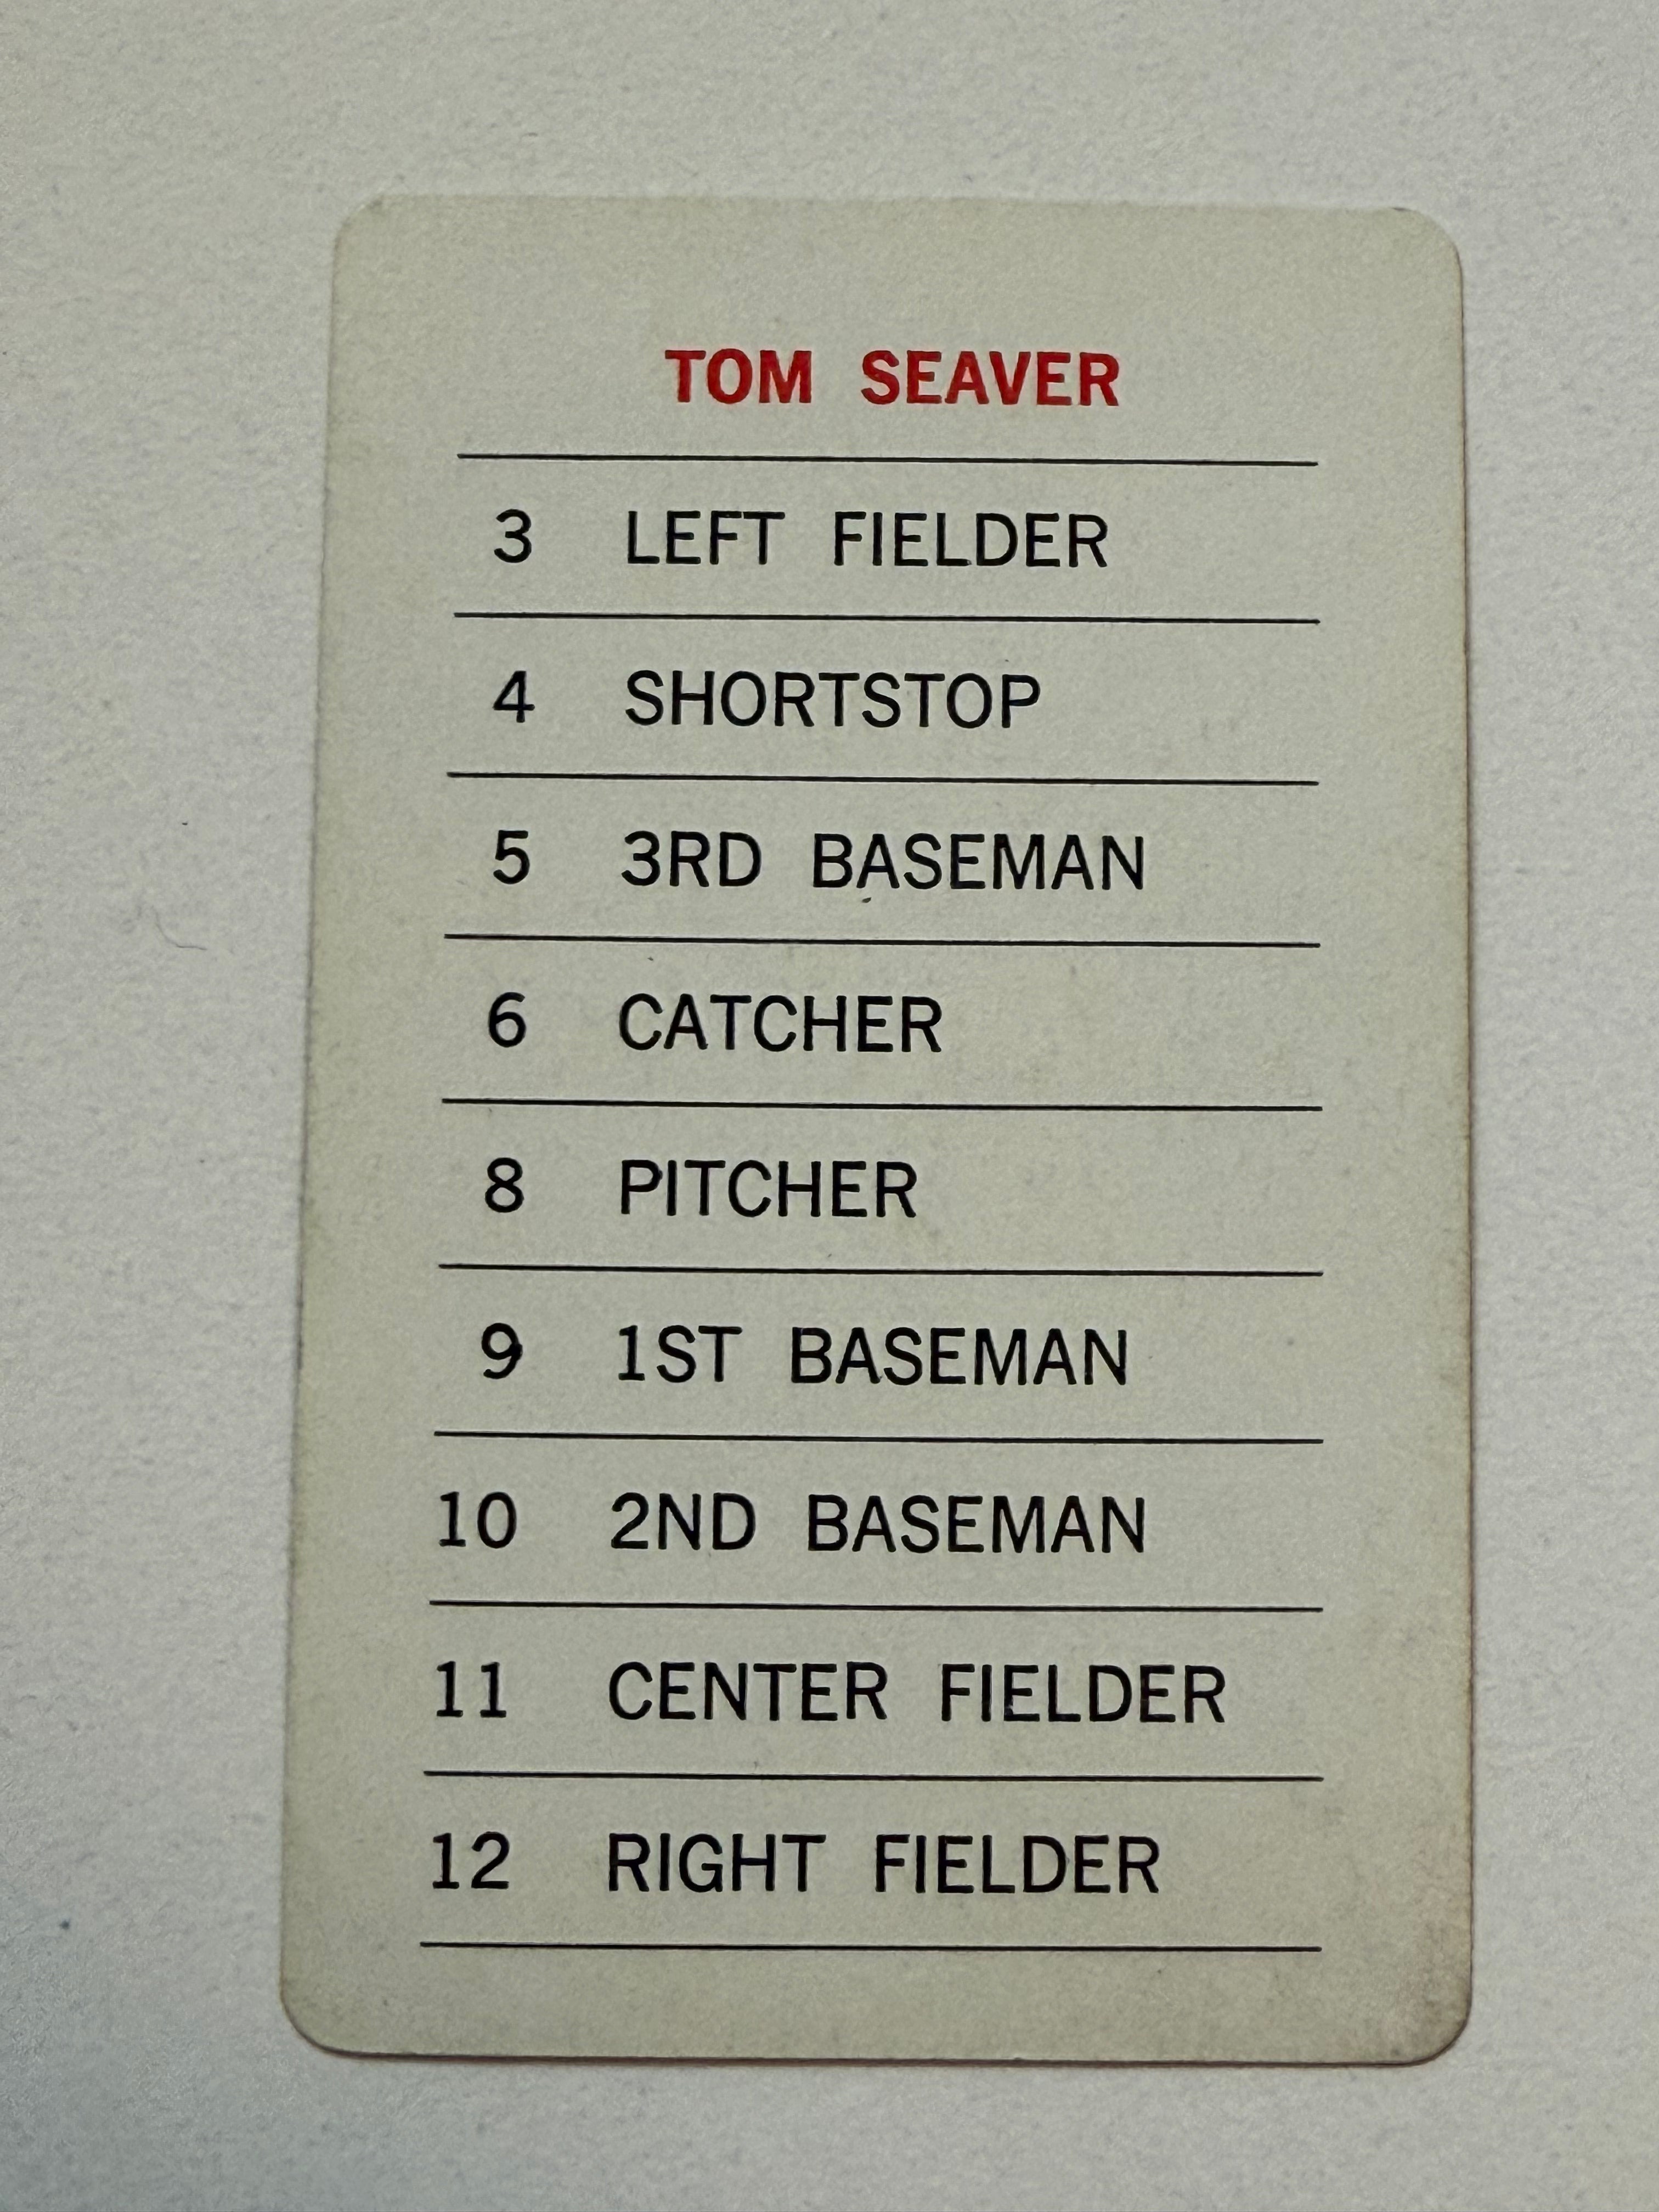 TOM SEAVER
3 LEFT FIELDER
4 SHORTSTOP
5 3RD BASEMAN
6 CATCHER
8 PITCHER
9 1ST BASEMAN
10 2ND BASEMAN
11 CENTER FIELDER
12 RIGHT FIELDER